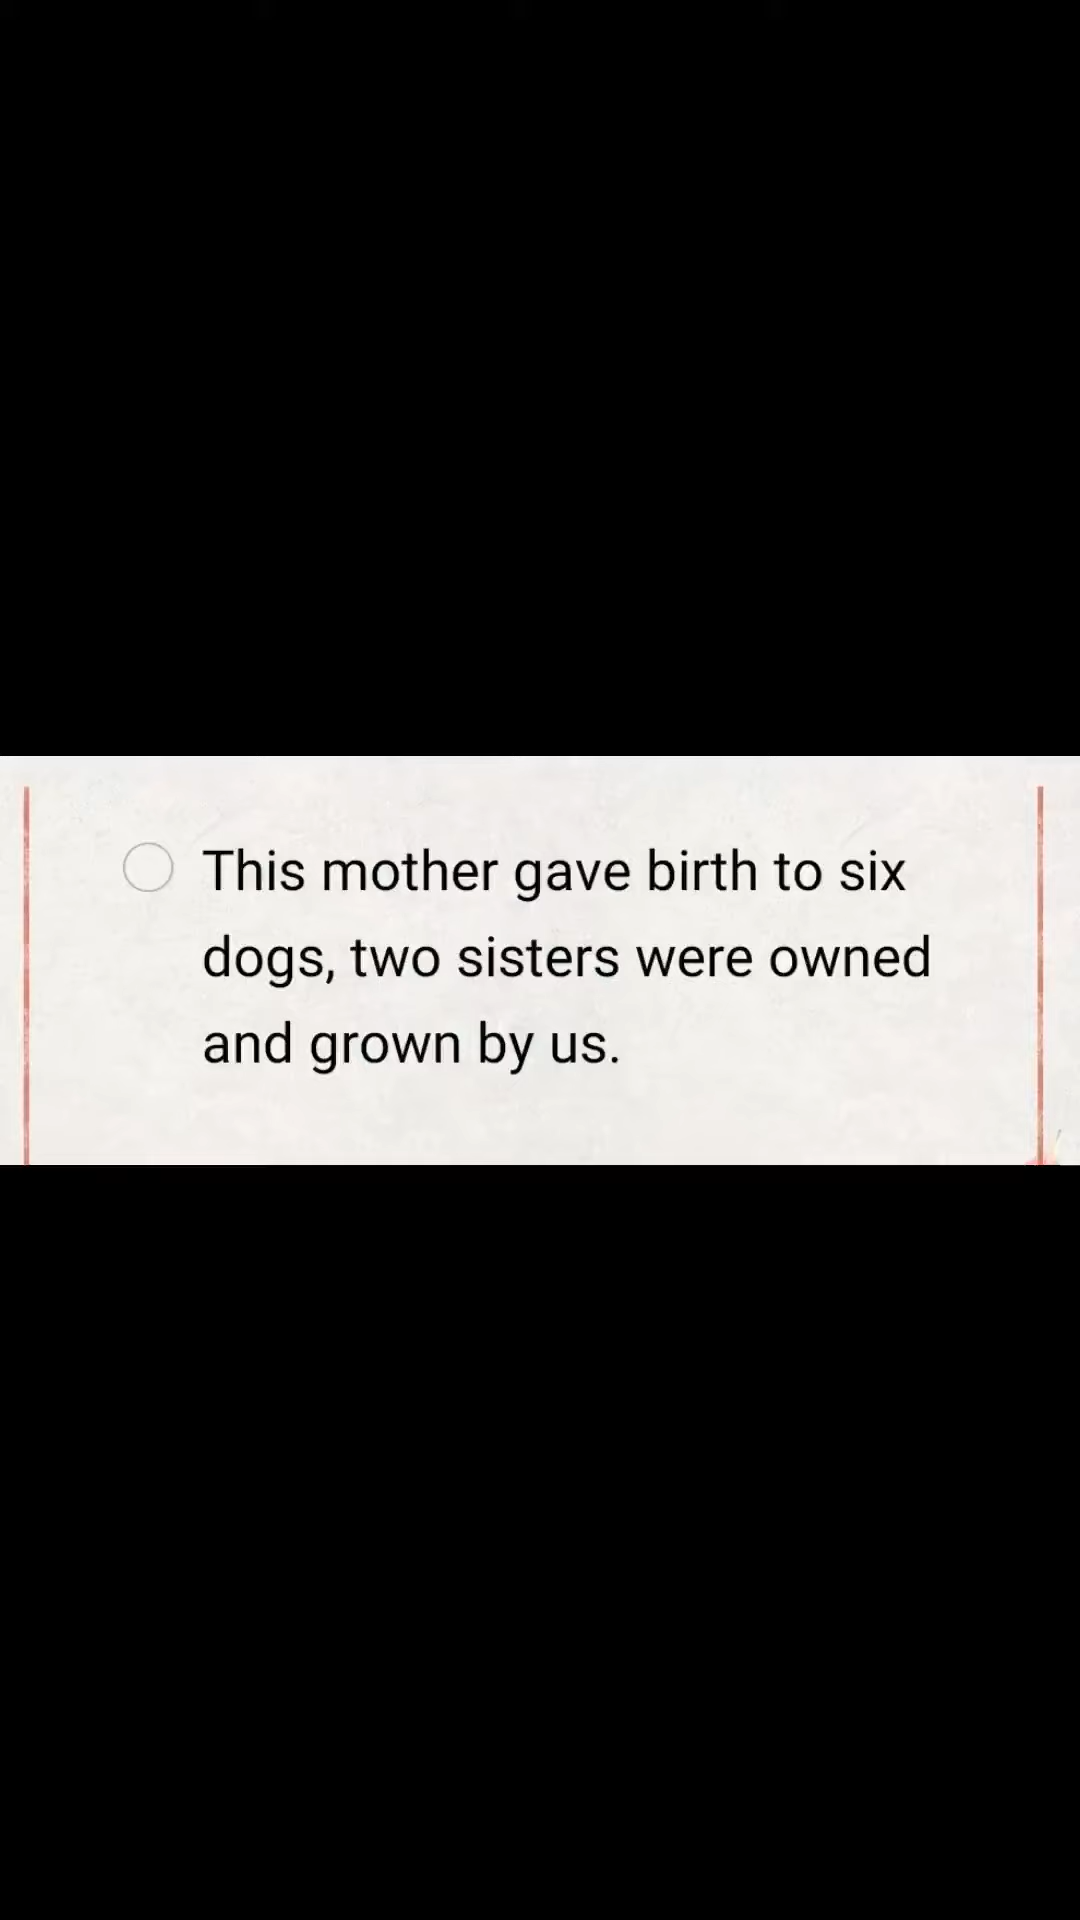 This mother gave birth to six
dogs, two sisters were owned
and grown by us.